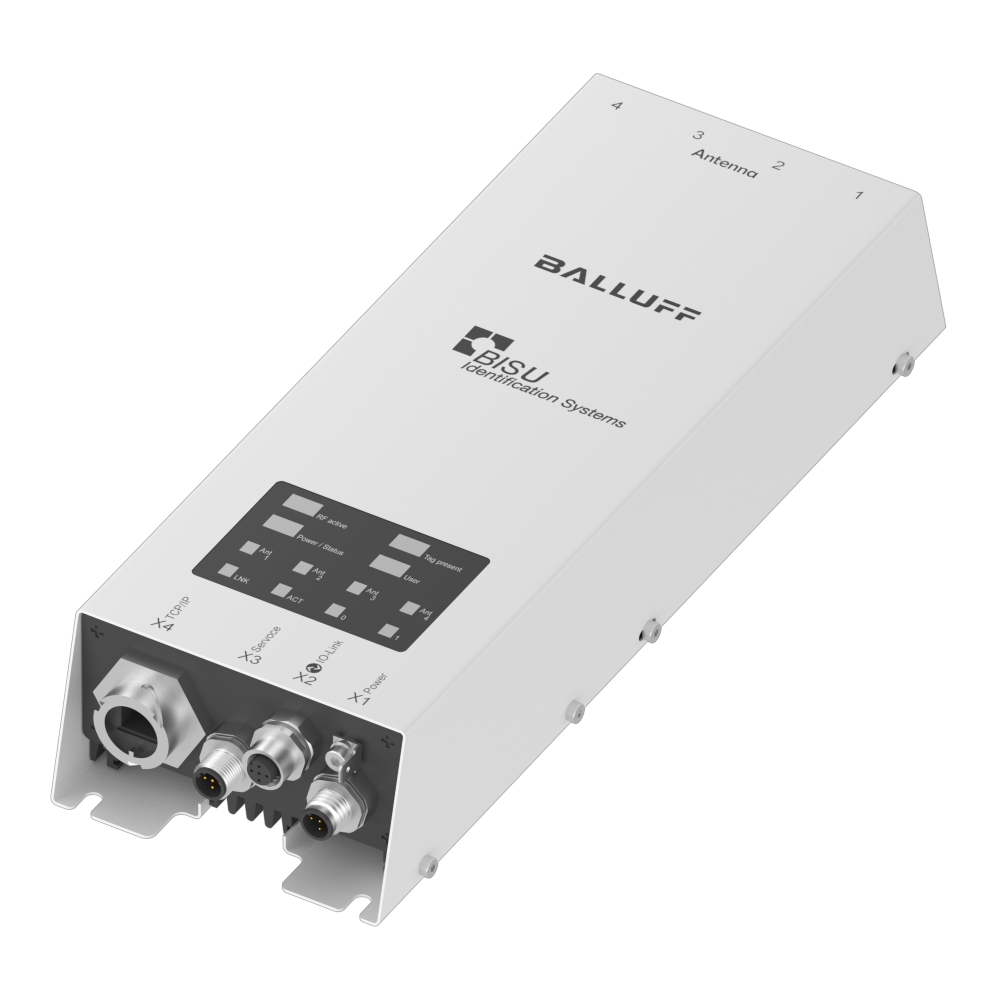 4
3
2
1
Antenna
BALLUFF
BISU
Identification Systems
RF active
Power / Status
Tag present
User
Ant
1
Ant
2
Ant
3
Ant
4
LNK
ACT
0
1
X4 TCP/IP
X3 Servoce
X2 IO-Link
X1 Power